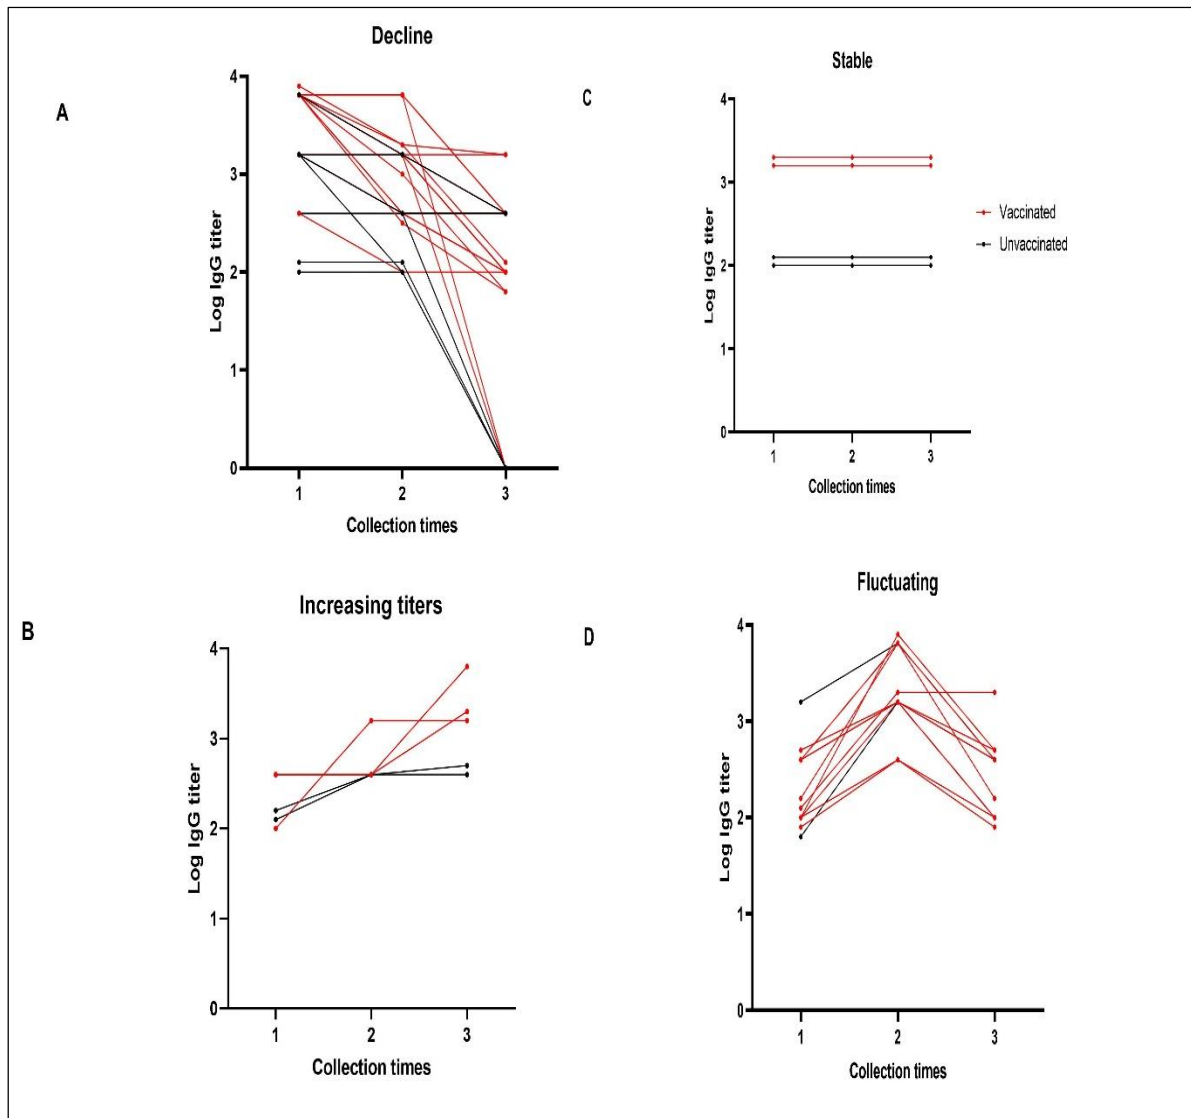 Decline
A
Log IgG titer
4
3
2
1
0
1 2 3
Collection times
Stable
C
Log IgG titer
4
3
2
1
0
1 2 3
Collection times
Vaccinated
Unvaccinated
Increasing titers
B
Log IgG titer
4
3
2
1
0
1 2 3
Collection times
Fluctuating
D
Log IgG titer
4
3
2
1
0
1 2 3
Collection times